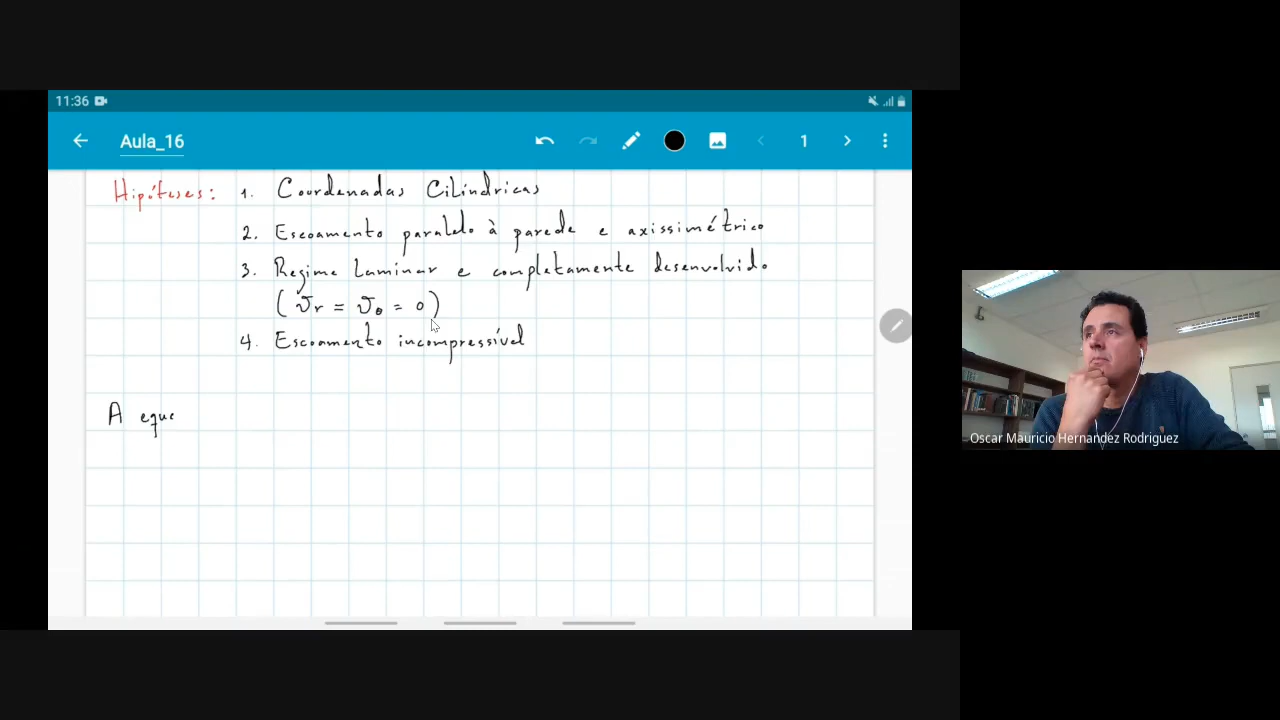 11:36
Aula_16
1
Hipóteses: 1. Coordenadas Cilíndricas
2. Escoamento paralelo à parede e axissimétrico
3. Regime Laminar e completamente desenvolvido
(vr = vθ = 0)
4. Escoamento incompressível
A equc
Oscar Mauricio Hernandez Rodriguez